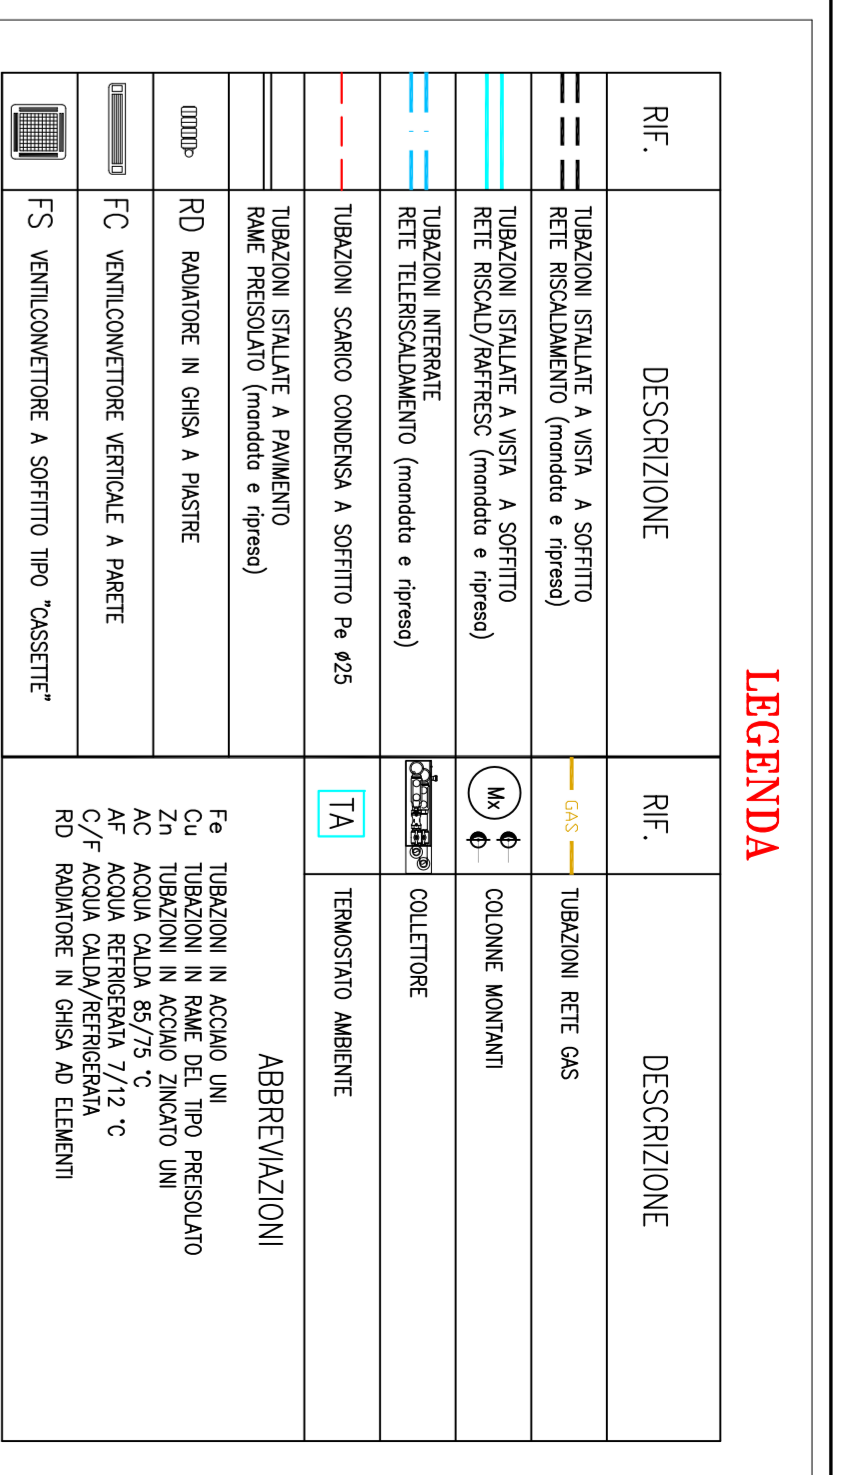 LEGENDA
RIF.
DESCRIZIONE
RIF.
DESCRIZIONE
TUBAZIONI ISTALLATE A VISTA A SOFFITTO
RETE RISCALDAMENTO (mandata e ripresa)
GAS
TUBAZIONI RETE GAS
TUBAZIONI ISTALLATE A VISTA A SOFFITTO
RETE RISCALD/RAFFRESC (mandata e ripresa)
Mx
COLONNE MONTANTI
TUBAZIONI INTERRATE
RETE TELERISCALDAMENTO (mandata e ripresa)
COLLETTORE
TUBAZIONI SCARICO CONDENSA A SOFFITTO Pe Ø25
TA
TERMOSTATO AMBIENTE
TUBAZIONI ISTALLATE A PAVIMENTO
RAME PREISOLATO (mandata e ripresa)
RD RADIATORE IN GHISA A PIASTRE
FC VENTILCONVETTORE VERTICALE A PARETE
FS VENTILCONVETTORE A SOFFITTO TIPO "CASSETTE"
ABBREVIAZIONI
Fe TUBAZIONI IN ACCIAIO UNI
Cu TUBAZIONI IN RAME DEL TIPO PREISOLATO
Zn TUBAZIONI IN ACCIAIO ZINCATO UNI
AC ACQUA CALDA 85/75 °C
AF ACQUA REFRIGERATA 7/12 °C
C/F ACQUA CALDA/REFRIGERATA
RD RADIATORE IN GHISA AD ELEMENTI